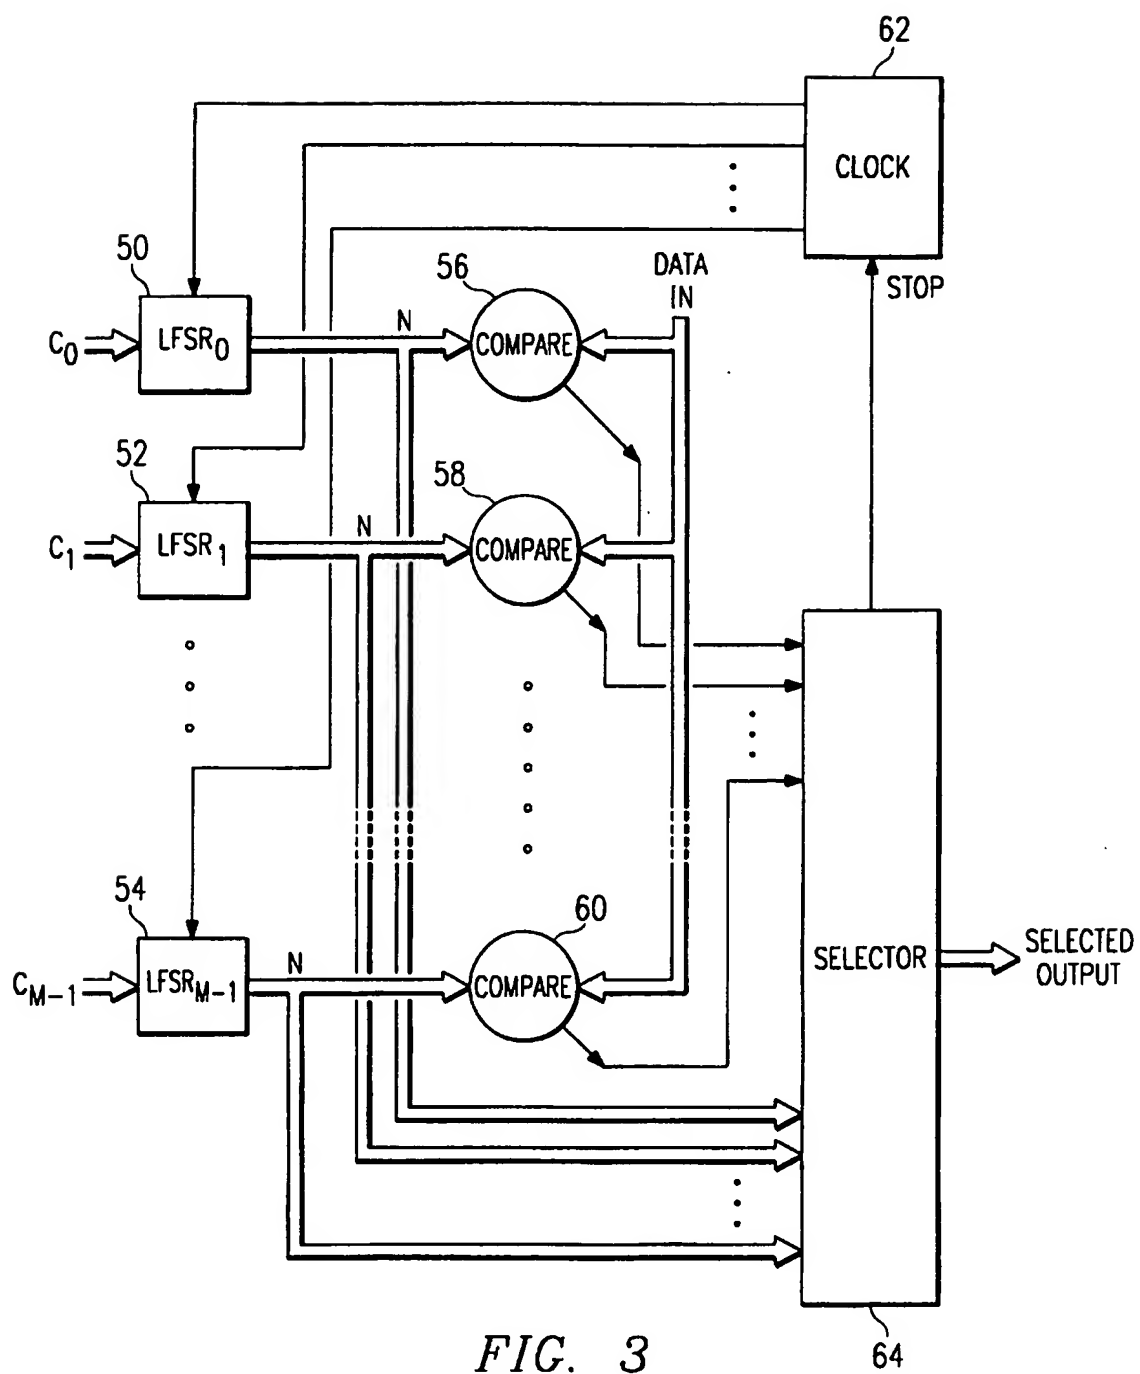 62
CLOCK
50
56
DATA
IN
STOP
C0
LFSR0
N
COMPARE
52
58
C1
LFSR1
N
COMPARE
54
60
CM-1
LFSRM-1
N
COMPARE
SELECTOR
SELECTED
OUTPUT
64
FIG. 3